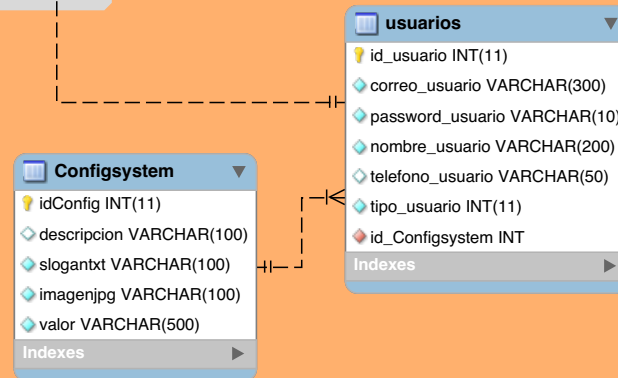 usuarios
id_usuario INT(11)
correo_usuario VARCHAR(300)
password_usuario VARCHAR(10)
nombre_usuario VARCHAR(200)
telefono_usuario VARCHAR(50)
tipo_usuario INT(11)
id_Configsystem INT
Indexes
Configsystem
idConfig INT(11)
descripcion VARCHAR(100)
slogantxt VARCHAR(100)
imagenjpg VARCHAR(100)
valor VARCHAR(500)
Indexes